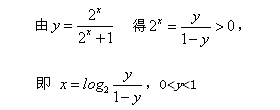 由 y = 2^x / (2^x + 1) 得 2^x = y / (1 − y) > 0，
即 x = log₂ y / (1 − y)，0<y<1